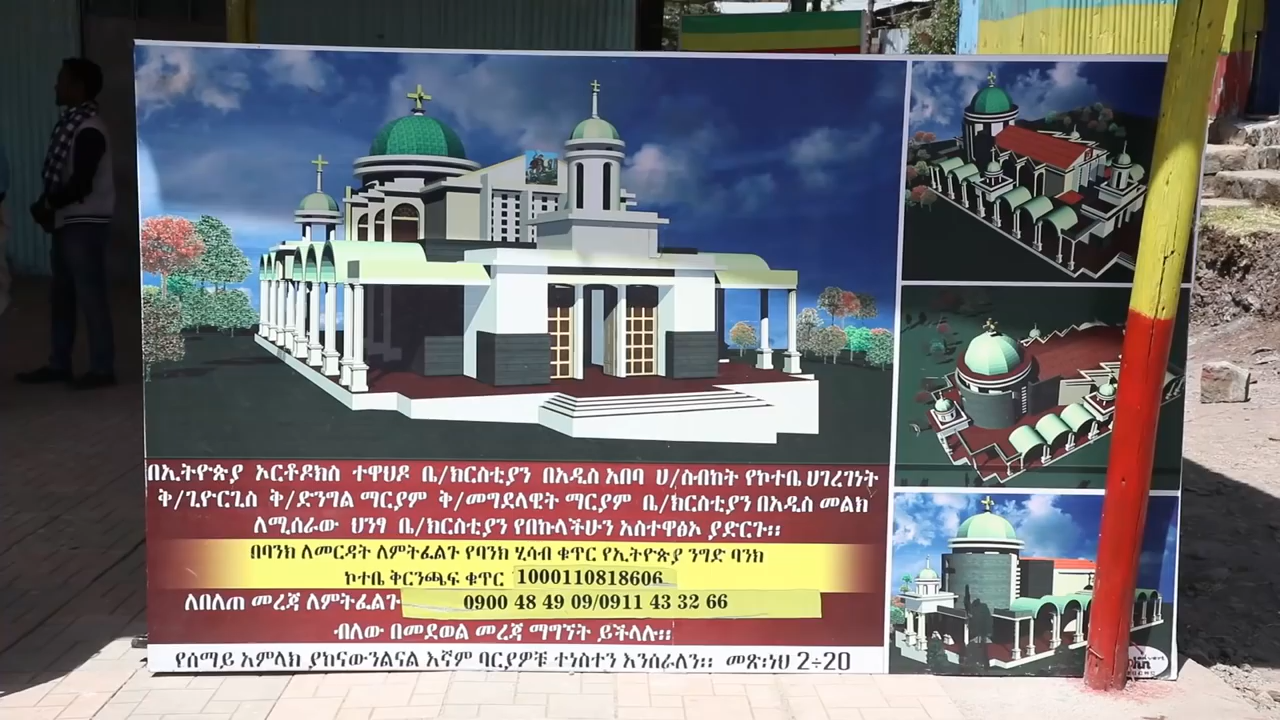 በኢትዮጵያ ኦርቶዶክስ ተዋህዶ ቤ/ክርስቲያን በአዲስ አበባ ሀ/ስብከት የኮተቤ ሀገረገነት
ቅ/ጊዮርጊስ ቅ/ድንግል ማርያም ቅ/መግደላዊት ማርያም ቤ/ክርስቲያን በአዲስ መልክ
ለሚሰራው ህንፃ ቤ/ክርስቲያን የበኩላችሁን አስተዋፅኦ ያድርጉ፡፡
በባንክ ለመርዳት ለምትፈልጉ የባንክ ሂሳብ ቁጥር የኢትዮጵያ ንግድ ባንክ
ኮተቤ ቅርንጫፍ ቁጥር 1000110818606
ለበለጠ መረጃ ለምትፈልጉ 0900 48 49 09/0911 43 32 66
ብለው በመደወል መረጃ ማግኘት ይችላሉ፡፡
የሰማይ አምላክ ያከናውንልናል እኛም ባርያዎቹ ተነስተን እንሰራለን፡፡ መጽ፡ነህ 2÷20